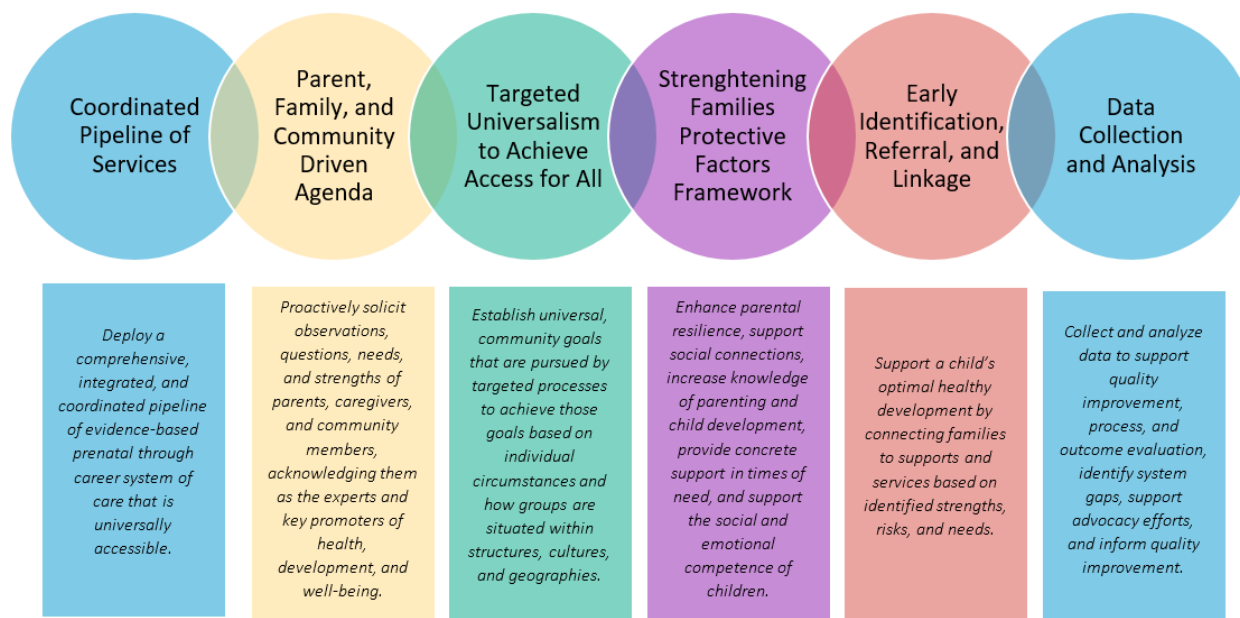 Coordinated
Pipeline of
Services
Parent,
Family, and
Community
Driven
Agenda
Targeted
Universalism
to Achieve
Access for All
Strenghtening
Families
Protective
Factors
Framework
Early
Identification,
Referral, and
Linkage
Data
Collection
and Analysis
Deploy a
comprehensive,
integrated, and
coordinated pipeline
of evidence-based
prenatal through
career system of
care that is
universally
accessible.
Proactively solicit
observations,
questions, needs,
and strengths of
parents, caregivers,
and community
members,
acknowledging them
as the experts and
key promoters of
health,
development, and
well-being.
Establish universal,
community goals
that are pursued by
targeted processes
to achieve those
goals based on
individual
circumstances and
how groups are
situated within
structures, cultures,
and geographies.
Enhance parental
resilience, support
social connections,
increase knowledge
of parenting and
child development,
provide concrete
support in times of
need, and support
the social and
emotional
competence of
children.
Support a child’s
optimal healthy
development by
connecting families
to supports and
services based on
identified strengths,
risks, and needs.
Collect and analyze
data to support
quality
improvement,
process, and
outcome evaluation,
identify system
gaps, support
advocacy efforts,
and inform quality
improvement.